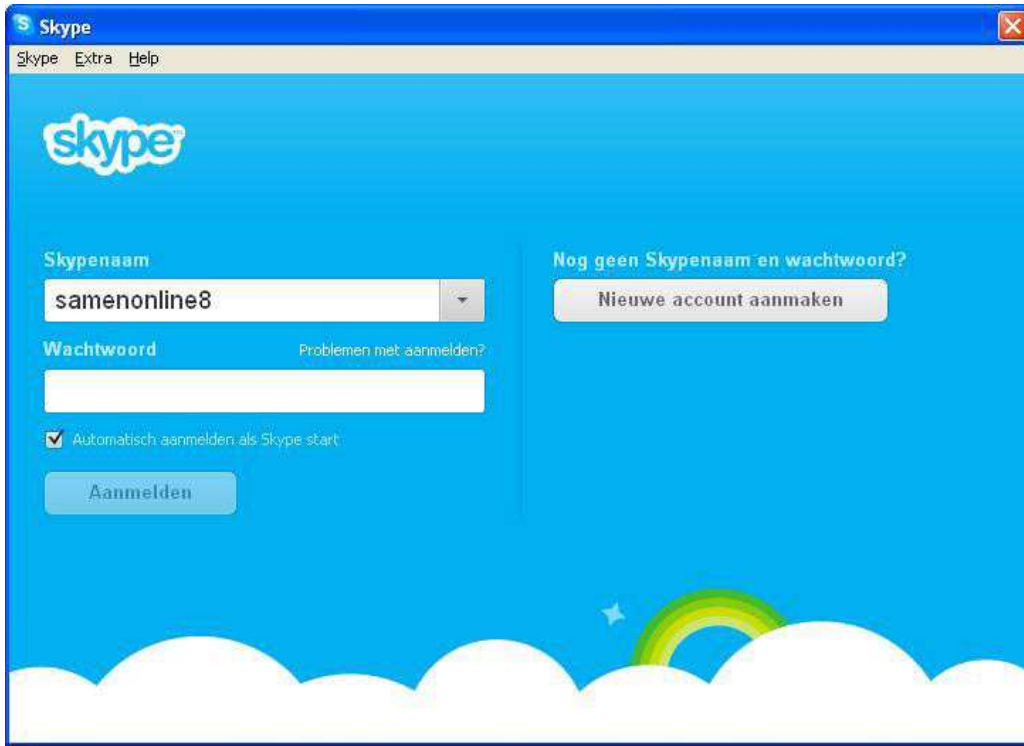 Skype
Skype Extra Help
skype
Skypenaam
samenonline8
Wachtwoord Problemen met aanmelden?
Automatisch aanmelden als Skype start
Aanmelden
Nog geen Skypenaam en wachtwoord?
Nieuwe account aanmaken